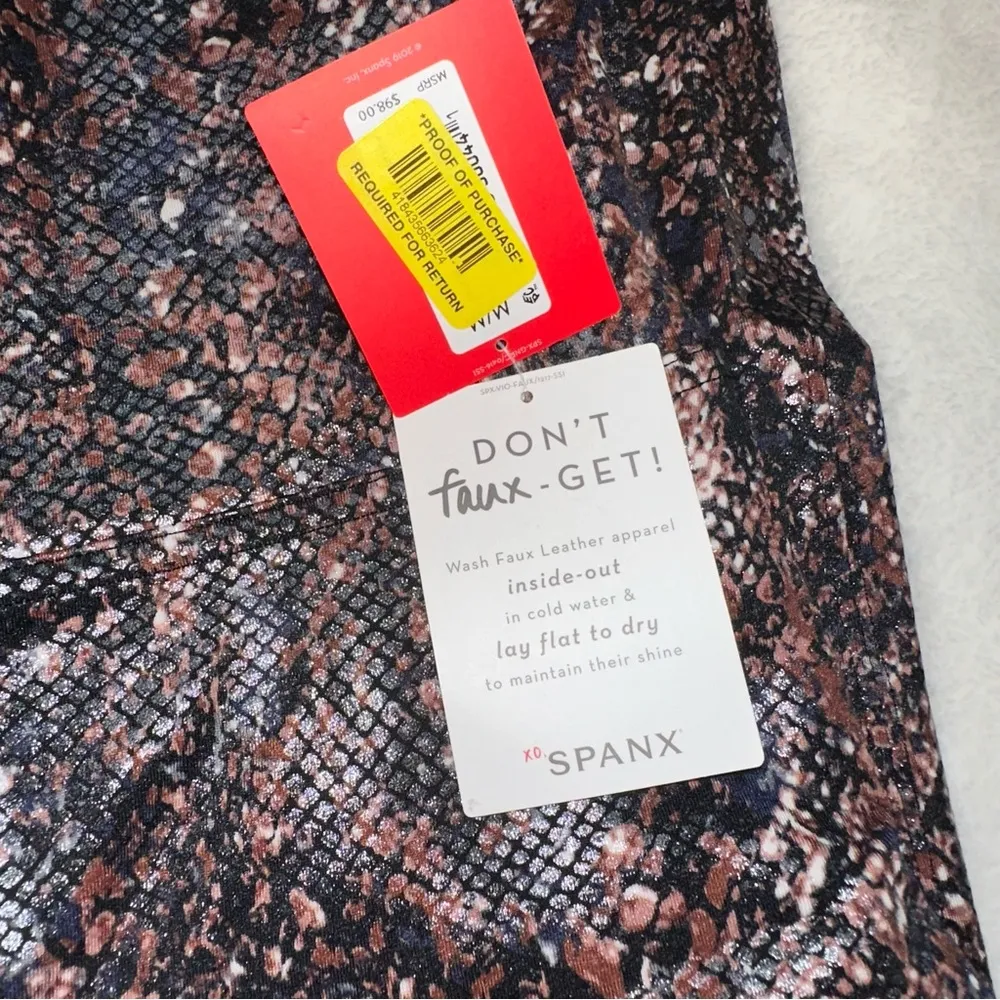 © 2019 Spanx, Inc.
MSRP
$98.00
*PROOF OF PURCHASE*
418435663624
REQUIRED FOR RETURN
M/M
DON'T
faux-GET!
Wash Faux Leather apparel
inside-out
in cold water &
lay flat to dry
to maintain their shine
XO, SPANX